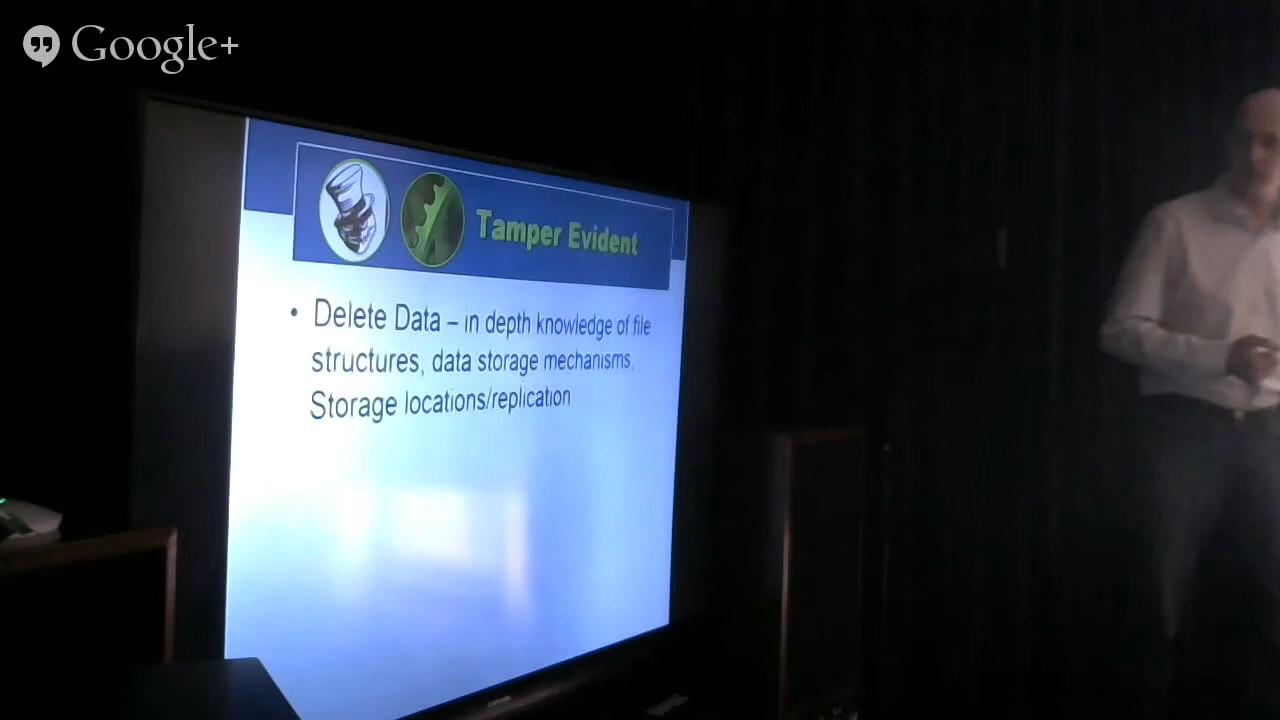 Google+
Tamper Evident
• Delete Data – in depth knowledge of file
structures, data storage mechanisms,
Storage locations/replication